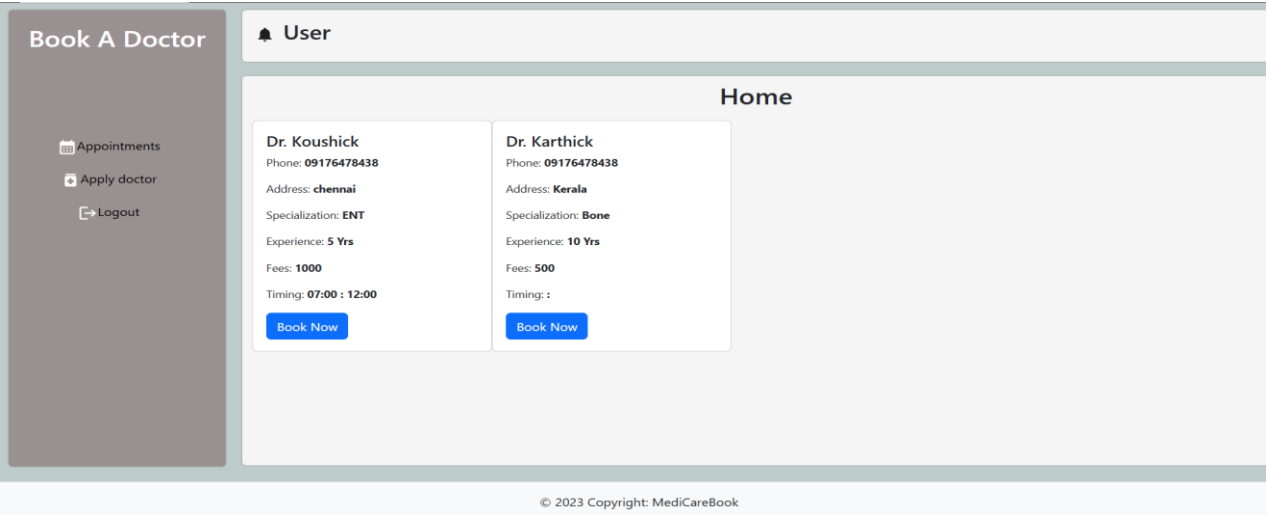 Book A Doctor
Appointments
Apply doctor
Logout
User
Home
Dr. Koushick
Phone: 09176478438
Address: chennai
Specialization: ENT
Experience: 5 Yrs
Fees: 1000
Timing: 07:00 : 12:00
Book Now
Dr. Karthick
Phone: 09176478438
Address: Kerala
Specialization: Bone
Experience: 10 Yrs
Fees: 500
Timing: :
Book Now
© 2023 Copyright: MediCareBook